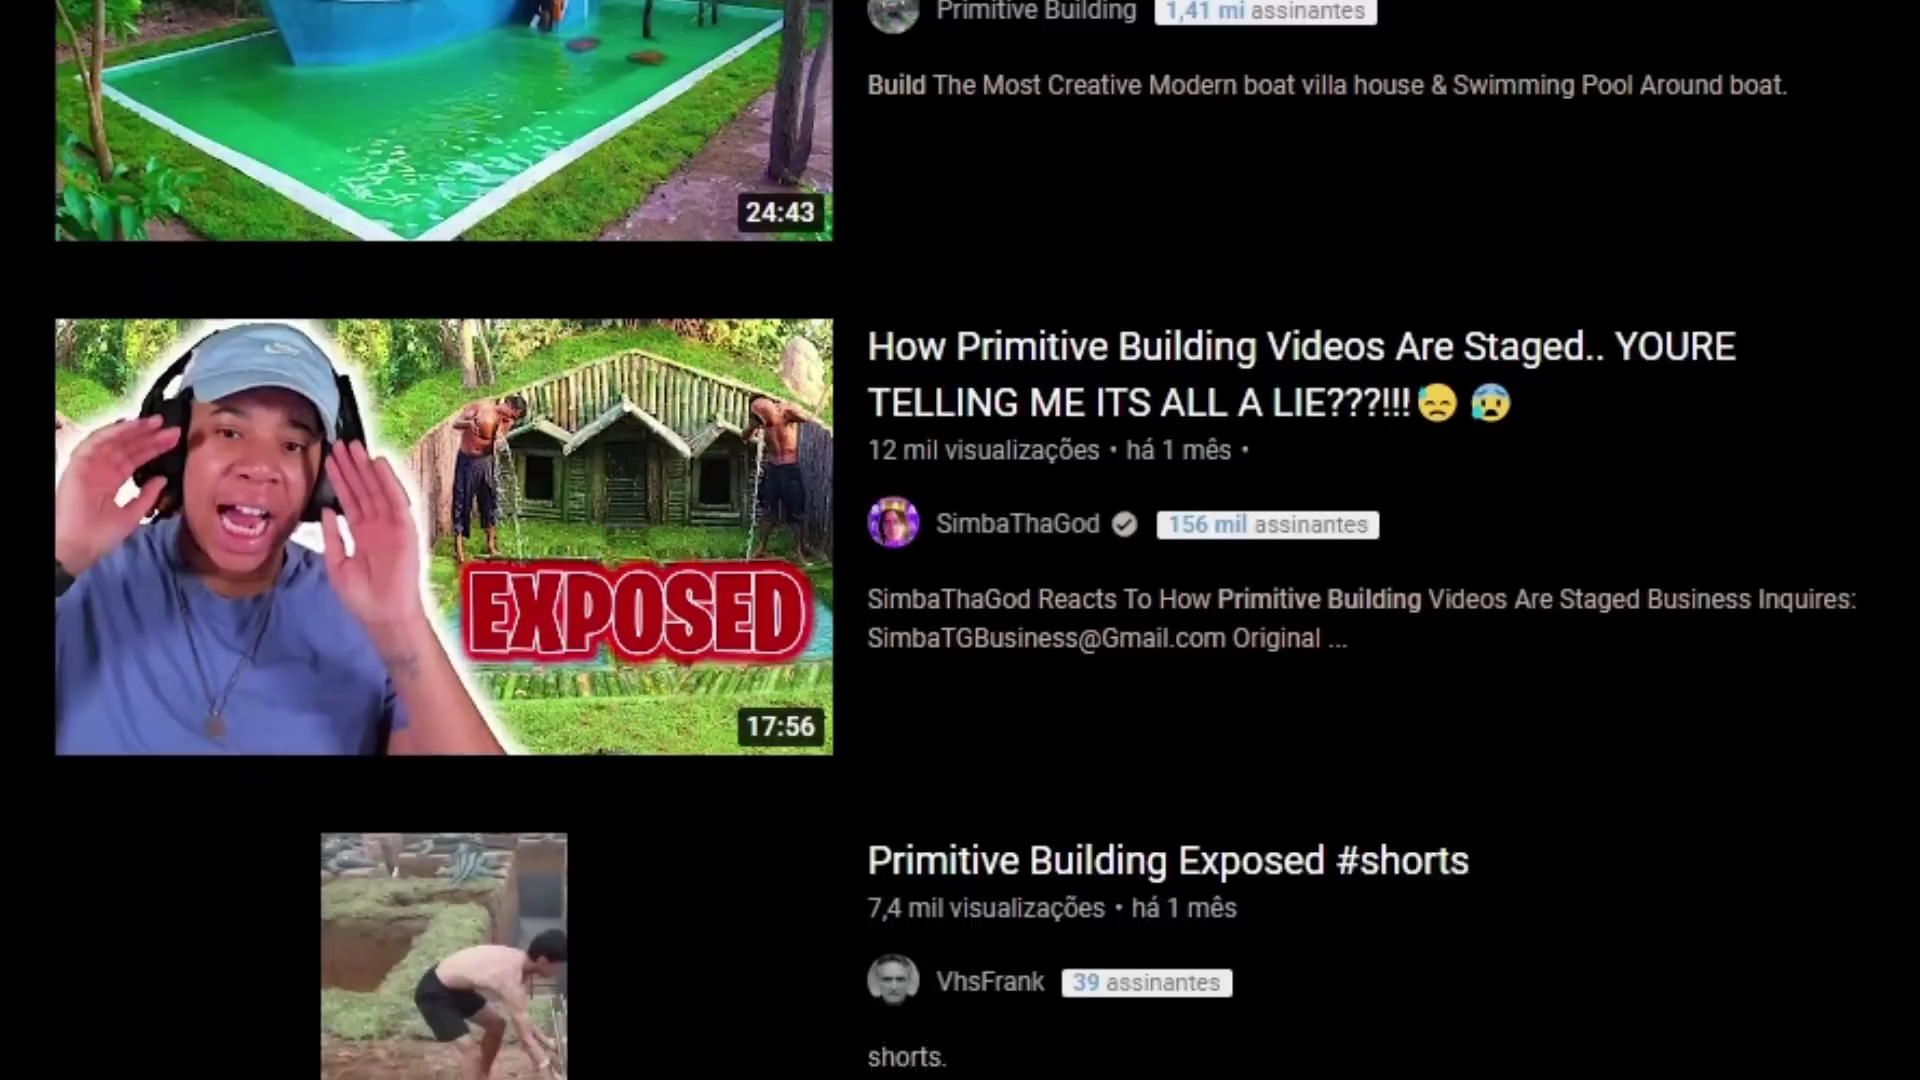 Primitive Building 1,41 mi assinantes
Build The Most Creative Modern boat villa house & Swimming Pool Around boat.
24:43
How Primitive Building Videos Are Staged.. YOURE
TELLING ME ITS ALL A LIE???!!!😓 😰
12 mil visualizações • há 1 mês •
SimbaThaGod 156 mil assinantes
EXPOSED
SimbaThaGod Reacts To How Primitive Building Videos Are Staged Business Inquires:
SimbaTGBusiness@Gmail.com Original ...
17:56
Primitive Building Exposed #shorts
7,4 mil visualizações • há 1 mês
VhsFrank 39 assinantes
shorts.